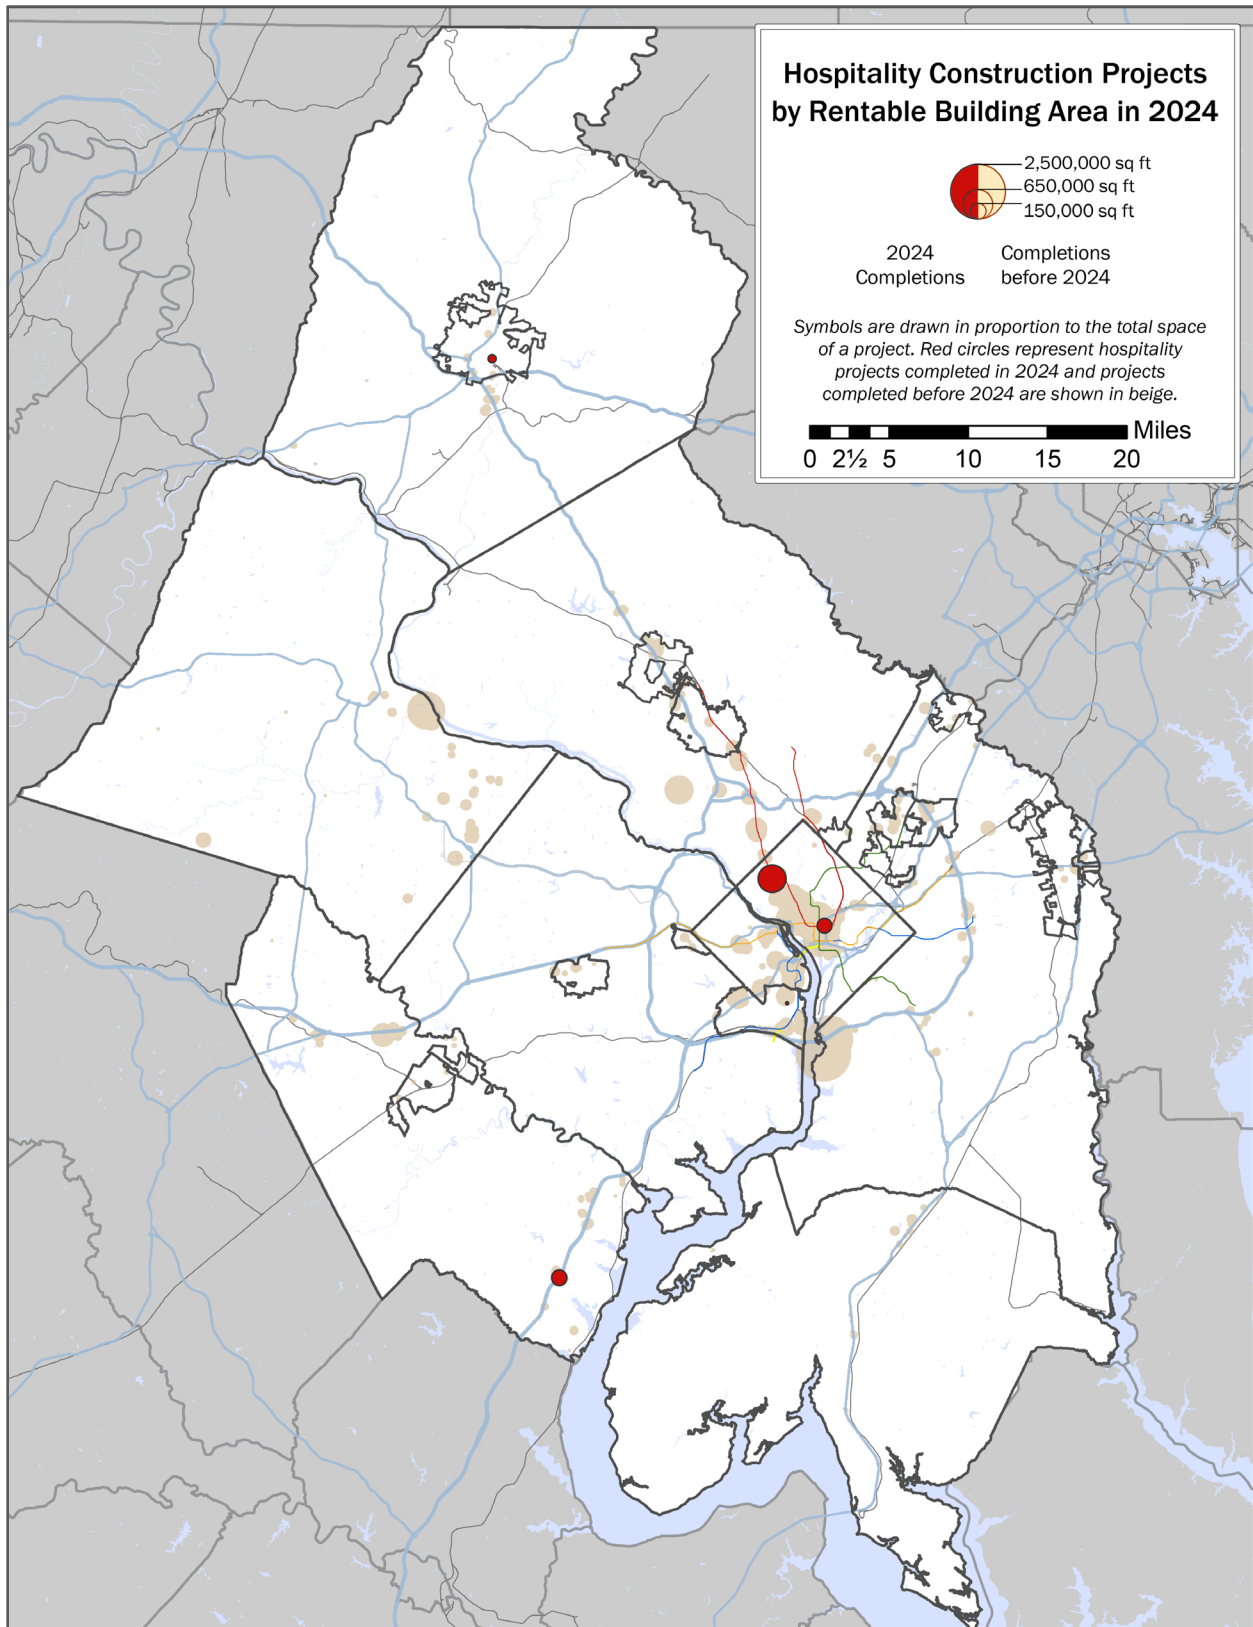 Hospitality Construction Projects
by Rentable Building Area in 2024
2,500,000 sq ft
650,000 sq ft
150,000 sq ft
2024
Completions
Completions
before 2024
Symbols are drawn in proportion to the total space
of a project. Red circles represent hospitality
projects completed in 2024 and projects
completed before 2024 are shown in beige.
Miles
0 2½ 5 10 15 20